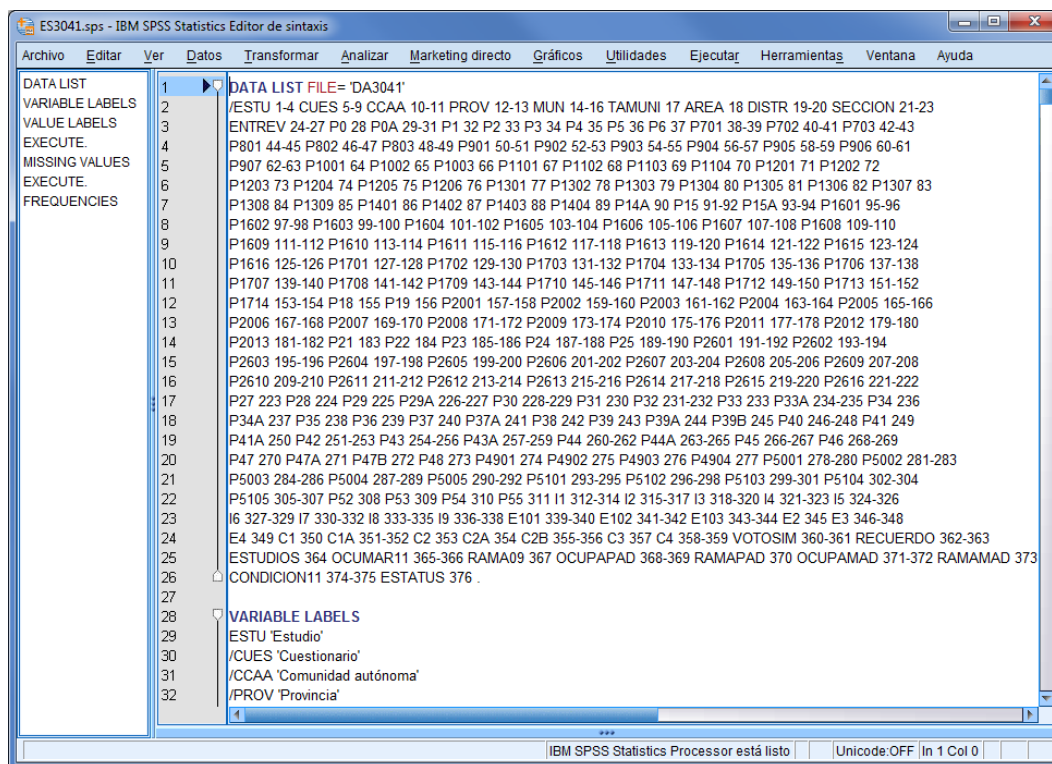 ES3041.sps - IBM SPSS Statistics Editor de sintaxis
Archivo Editar Ver Datos Transformar Analizar Marketing directo Gráficos Utilidades Ejecutar Herramientas Ventana Ayuda
DATA LIST
VARIABLE LABELS
VALUE LABELS
EXECUTE.
MISSING VALUES
EXECUTE.
FREQUENCIES
1 DATA LIST FILE= 'DA3041'
2 /ESTU 1-4 CUES 5-9 CCAA 10-11 PROV 12-13 MUN 14-16 TAMUNI 17 AREA 18 DISTR 19-20 SECCION 21-23
3 ENTREV 24-27 P0 28 P0A 29-31 P1 32 P2 33 P3 34 P4 35 P5 36 P6 37 P701 38-39 P702 40-41 P703 42-43
4 P801 44-45 P802 46-47 P803 48-49 P901 50-51 P902 52-53 P903 54-55 P904 56-57 P905 58-59 P906 60-61
5 P907 62-63 P1001 64 P1002 65 P1003 66 P1101 67 P1102 68 P1103 69 P1104 70 P1201 71 P1202 72
6 P1203 73 P1204 74 P1205 75 P1206 76 P1301 77 P1302 78 P1303 79 P1304 80 P1305 81 P1306 82 P1307 83
7 P1308 84 P1309 85 P1401 86 P1402 87 P1403 88 P1404 89 P14A 90 P15 91-92 P15A 93-94 P1601 95-96
8 P1602 97-98 P1603 99-100 P1604 101-102 P1605 103-104 P1606 105-106 P1607 107-108 P1608 109-110
9 P1609 111-112 P1610 113-114 P1611 115-116 P1612 117-118 P1613 119-120 P1614 121-122 P1615 123-124
10 P1616 125-126 P1701 127-128 P1702 129-130 P1703 131-132 P1704 133-134 P1705 135-136 P1706 137-138
11 P1707 139-140 P1708 141-142 P1709 143-144 P1710 145-146 P1711 147-148 P1712 149-150 P1713 151-152
12 P1714 153-154 P18 155 P19 156 P2001 157-158 P2002 159-160 P2003 161-162 P2004 163-164 P2005 165-166
13 P2006 167-168 P2007 169-170 P2008 171-172 P2009 173-174 P2010 175-176 P2011 177-178 P2012 179-180
14 P2013 181-182 P21 183 P22 184 P23 185-186 P24 187-188 P25 189-190 P2601 191-192 P2602 193-194
15 P2603 195-196 P2604 197-198 P2605 199-200 P2606 201-202 P2607 203-204 P2608 205-206 P2609 207-208
16 P2610 209-210 P2611 211-212 P2612 213-214 P2613 215-216 P2614 217-218 P2615 219-220 P2616 221-222
17 P27 223 P28 224 P29 225 P29A 226-227 P30 228-229 P31 230 P32 231-232 P33 233 P33A 234-235 P34 236
18 P34A 237 P35 238 P36 239 P37 240 P37A 241 P38 242 P39 243 P39A 244 P39B 245 P40 246-248 P41 249
19 P41A 250 P42 251-253 P43 254-256 P43A 257-259 P44 260-262 P44A 263-265 P45 266-267 P46 268-269
20 P47 270 P47A 271 P47B 272 P48 273 P4901 274 P4902 275 P4903 276 P4904 277 P5001 278-280 P5002 281-283
21 P5003 284-286 P5004 287-289 P5005 290-292 P5101 293-295 P5102 296-298 P5103 299-301 P5104 302-304
22 P5105 305-307 P52 308 P53 309 P54 310 P55 311 I1 312-314 I2 315-317 I3 318-320 I4 321-323 I5 324-326
23 I6 327-329 I7 330-332 I8 333-335 I9 336-338 E101 339-340 E102 341-342 E103 343-344 E2 345 E3 346-348
24 E4 349 C1 350 C1A 351-352 C2 353 C2A 354 C2B 355-356 C3 357 C4 358-359 VOTOSIM 360-361 RECUERDO 362-363
25 ESTUDIOS 364 OCUMAR11 365-366 RAMA09 367 OCUPAPAD 368-369 RAMAPAD 370 OCUPAMAD 371-372 RAMAMAD 373
26 CONDICION11 374-375 ESTATUS 376 .
27
28 VARIABLE LABELS
29 ESTU 'Estudio'
30 /CUES 'Cuestionario'
31 /CCAA 'Comunidad autónoma'
32 /PROV 'Provincia'
IBM SPSS Statistics Processor está listo Unicode:OFF In 1 Col 0